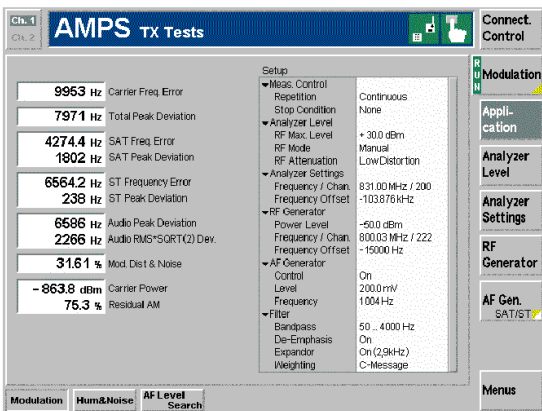 Ch. 1
Ch. 2
AMPS TX Tests
Connect. Control
RUN
Modulation
Appli-
cation
Analyzer
Level
Analyzer
Settings
RF
Generator
AF Gen.
SAT/ST
Menus
9953 Hz Carrier Freq. Error
7971 Hz Total Peak Deviation
4274.4 Hz SAT Freq. Error
1802 Hz SAT Peak Deviation
6564.2 Hz ST Frequency Error
238 Hz ST Peak Deviation
6586 Hz Audio Peak Deviation
2266 Hz Audio RMS*SQRT(2) Dev.
31.61 % Mod. Dist & Noise
-863.8 dBm Carrier Power
75.3 % Residual AM
Setup
Meas. Control
Repetition Continuous
Stop Condition None
Analyzer Level
RF Max. Level + 30.0 dBm
RF Mode Manual
RF Attenuation LowDistortion
Analyzer Settings
Frequency / Chan. 831.00 MHz / 200
Frequency Offset -103.876 kHz
RF Generator
Power Level -50.0 dBm
Frequency / Chan. 800.03 MHz / 222
Frequency Offset -15000 Hz
AF Generator
Control On
Level 200.0 mV
Frequency 1004 Hz
Filter
Bandpass 50 .. 4000 Hz
De-Emphasis On
Expandor On (2,9kHz)
Weighting C-Message
Modulation
Hum&Noise
AF Level
Search